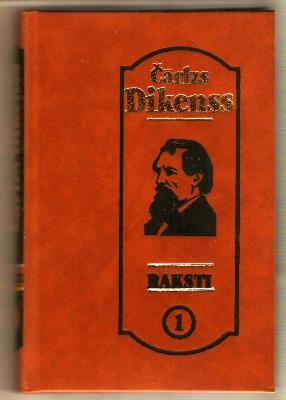 Čarlzs
Dikenss
RAKSTI
1